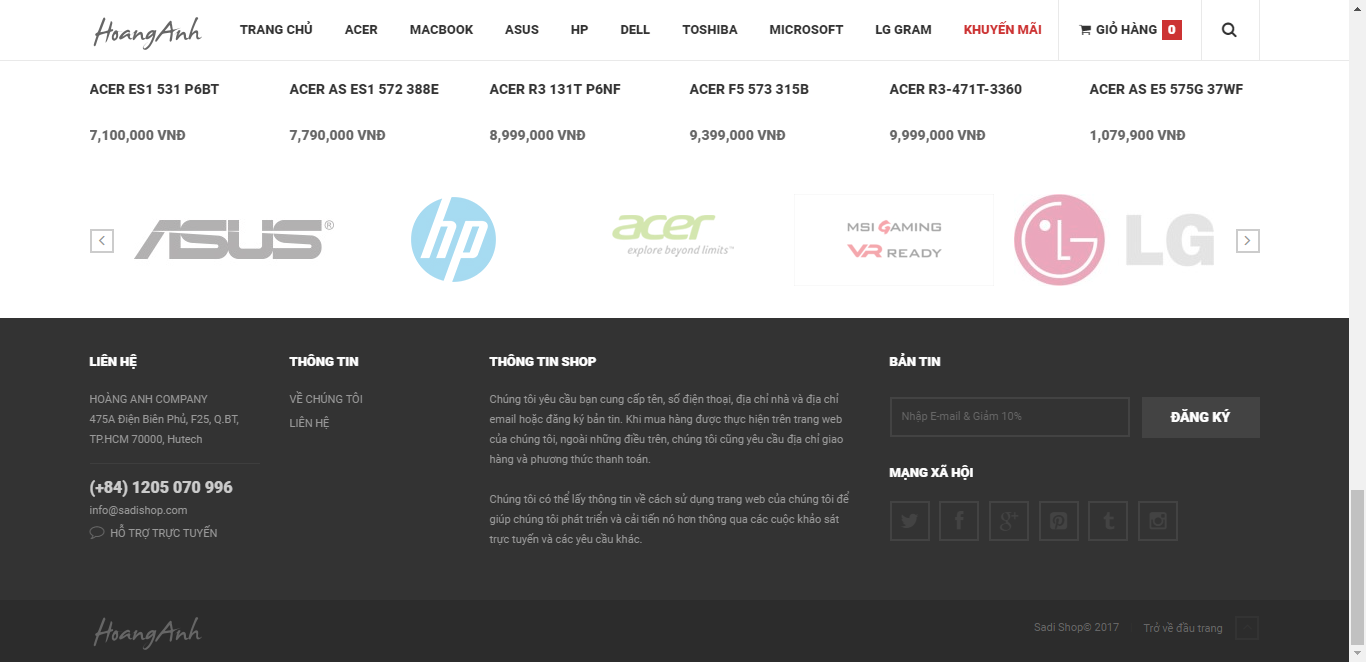 HoangAnh TRANG CHỦ ACER MACBOOK ASUS HP DELL TOSHIBA MICROSOFT LG GRAM KHUYẾN MÃI GIỎ HÀNG 0
ACER ES1 531 P6BT
7,100,000 VNĐ
ACER AS ES1 572 388E
7,790,000 VNĐ
ACER R3 131T P6NF
8,999,000 VNĐ
ACER F5 573 315B
9,399,000 VNĐ
ACER R3-471T-3360
9,999,000 VNĐ
ACER AS E5 575G 37WF
1,079,900 VNĐ
ASUS®
hp
acer
explore beyond limits™
MSI GAMING
VR READY
LG
LIÊN HỆ
HOÀNG ANH COMPANY
475A Điện Biên Phủ, F25, Q.BT,
TP.HCM 70000, Hutech
(+84) 1205 070 996
info@sadishop.com
HỖ TRỢ TRỰC TUYẾN
THÔNG TIN
VỀ CHÚNG TÔI
LIÊN HỆ
THÔNG TIN SHOP
Chúng tôi yêu cầu bạn cung cấp tên, số điện thoại, địa chỉ nhà và địa chỉ
email hoặc đăng ký bản tin. Khi mua hàng được thực hiện trên trang web
của chúng tôi, ngoài những điều trên, chúng tôi cũng yêu cầu địa chỉ giao
hàng và phương thức thanh toán.
Chúng tôi có thể lấy thông tin về cách sử dụng trang web của chúng tôi để
giúp chúng tôi phát triển và cải tiến nó hơn thông qua các cuộc khảo sát
trực tuyến và các yêu cầu khác.
BẢN TIN
Nhập E-mail & Giảm 10%
ĐĂNG KÝ
MẠNG XÃ HỘI
HoangAnh
Sadi Shop© 2017
Trở về đầu trang